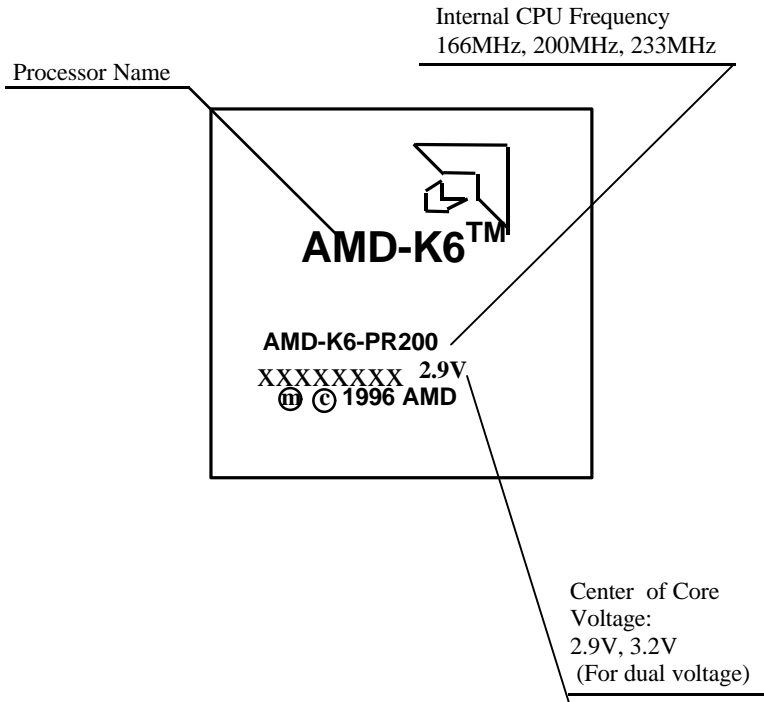 Internal CPU Frequency
166MHz, 200MHz, 233MHz
Processor Name
AMD-K6™
AMD-K6-PR200
XXXXXXXX 2.9V
ⓜ ⓒ 1996 AMD
Center of Core
Voltage:
2.9V, 3.2V
(For dual voltage)